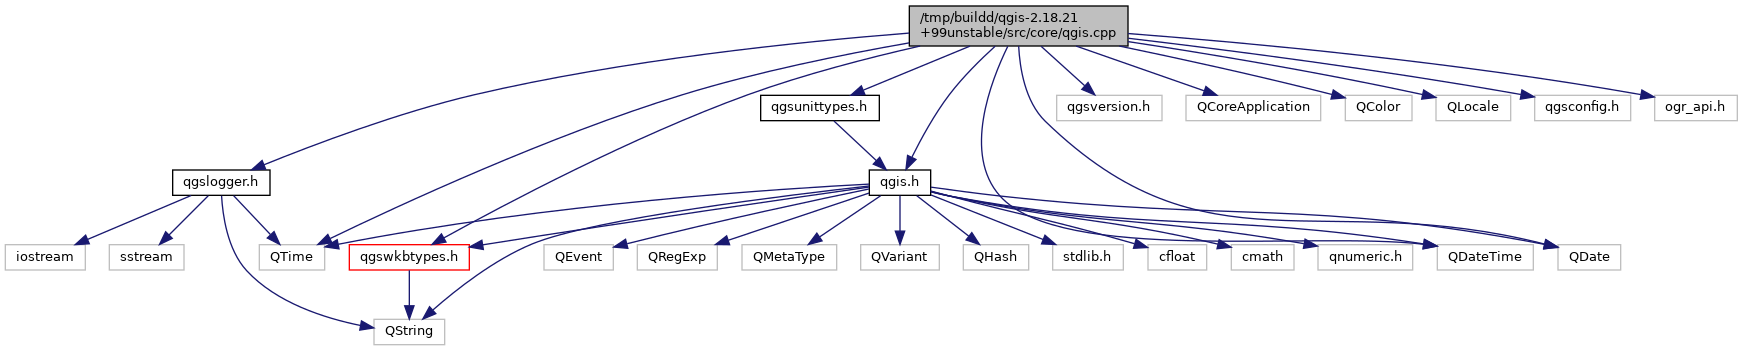 /tmp/buildd/qgis-2.18.21
+99unstable/src/core/qgis.cpp
qgsunittypes.h
qgsversion.h
QCoreApplication
QColor
QLocale
qgsconfig.h
ogr_api.h
qgslogger.h
qgis.h
iostream
sstream
QTime
qgswkbtypes.h
QEvent
QRegExp
QMetaType
QVariant
QHash
stdlib.h
cfloat
cmath
qnumeric.h
QDateTime
QDate
QString